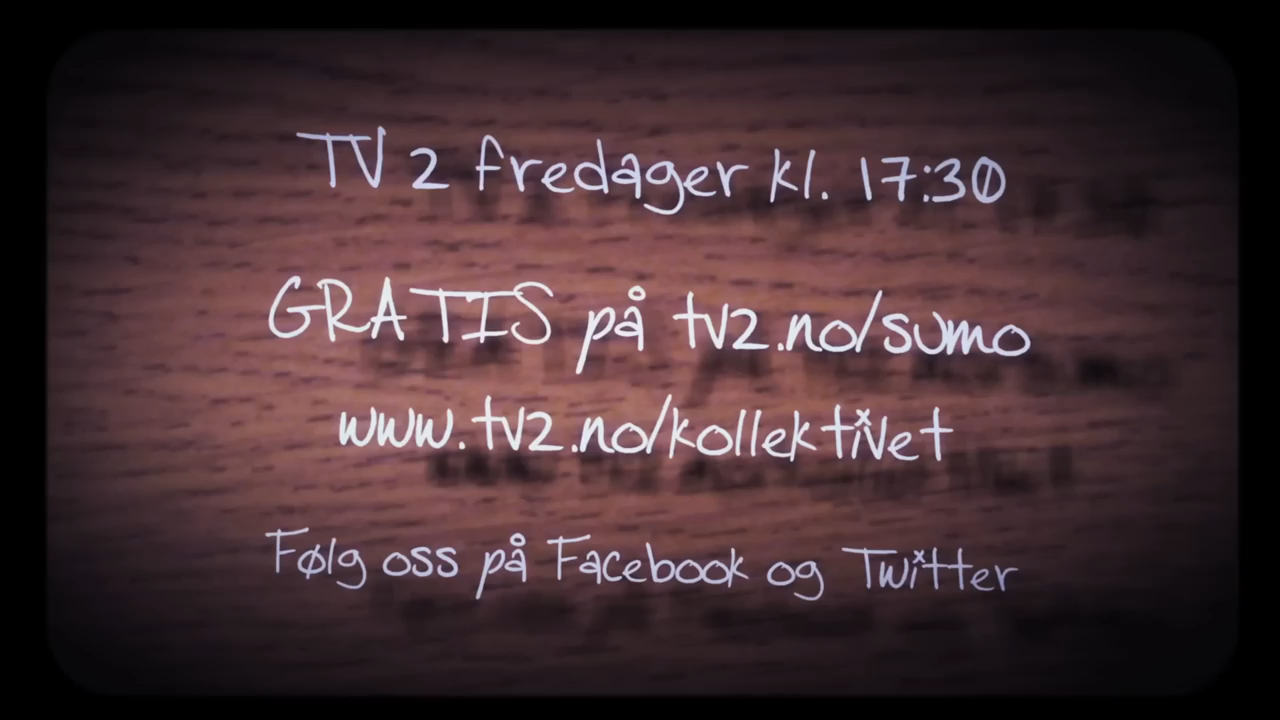 TV 2 fredager kl. 17:30
GRATIS på tv2.no/sumo
www.tv2.no/kollektivet
Følg oss på Facebook og Twitter